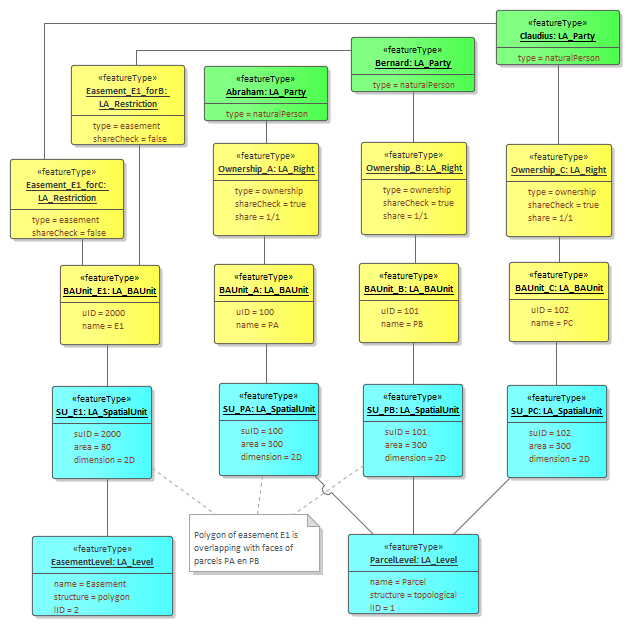 «featureType»
Claudius: LA_Party
type = naturalPerson
«featureType»
Bernard: LA_Party
type = naturalPerson
«featureType»
Abraham: LA_Party
type = naturalPerson
«featureType»
Easement_E1_forB:
LA_Restriction
type = easement
shareCheck = false
«featureType»
Easement_E1_forC:
LA_Restriction
type = easement
shareCheck = false
«featureType»
Ownership_A: LA_Right
type = ownership
shareCheck = true
share = 1/1
«featureType»
Ownership_B: LA_Right
type = ownership
shareCheck = true
share = 1/1
«featureType»
Ownership_C: LA_Right
type = ownership
shareCheck = true
share = 1/1
«featureType»
BAUnit_E1: LA_BAUnit
uID = 2000
name = E1
«featureType»
BAUnit_A: LA_BAUnit
uID = 100
name = PA
«featureType»
BAUnit_B: LA_BAUnit
uID = 101
name = PB
«featureType»
BAUnit_C: LA_BAUnit
uID = 102
name = PC
«featureType»
SU_E1: LA_SpatialUnit
suID = 2000
area = 80
dimension = 2D
«featureType»
SU_PA: LA_SpatialUnit
suID = 100
area = 300
dimension = 2D
«featureType»
SU_PB: LA_SpatialUnit
suID = 101
area = 300
dimension = 2D
«featureType»
SU_PC: LA_SpatialUnit
suID = 102
area = 300
dimension = 2D
Polygon of easement E1 is
overlapping with faces of
parcels PA en PB
«featureType»
EasementLevel: LA_Level
name = Easement
structure = polygon
lID = 2
«featureType»
ParcelLevel: LA_Level
name = Parcel
structure = topological
lID = 1